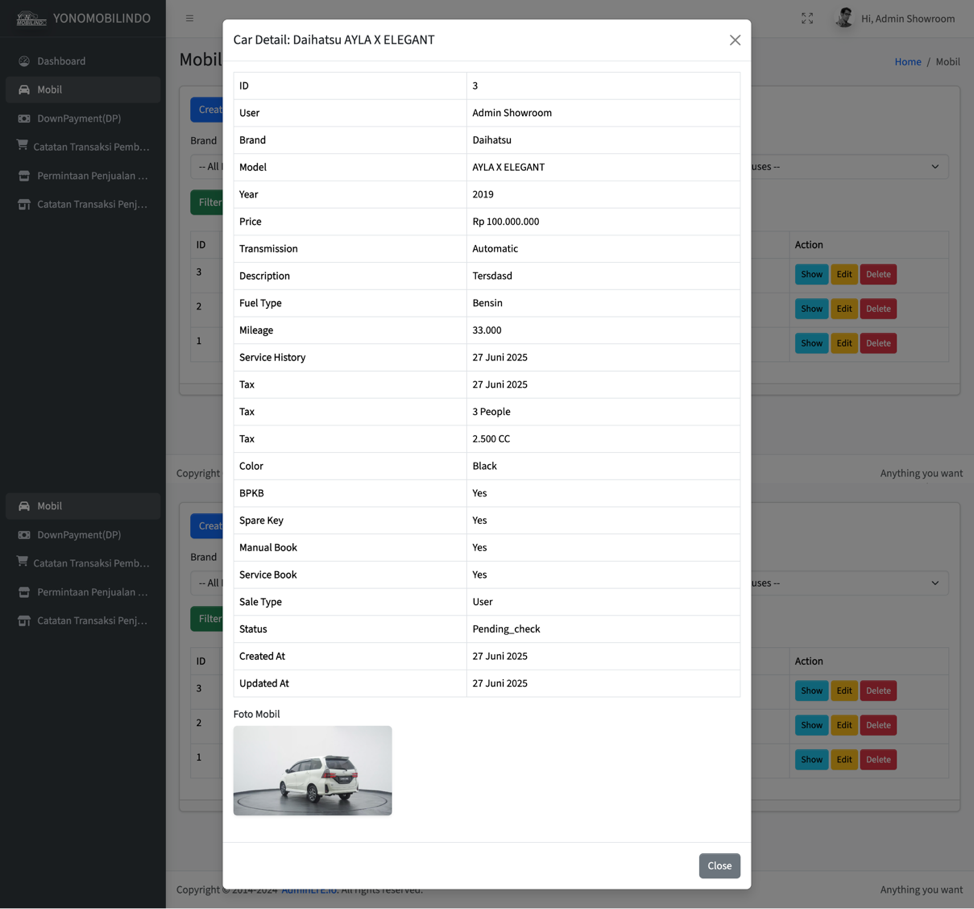 YONOMOBILINDO
Hi, Admin Showroom
Dashboard
Mobil
DownPayment(DP)
Catatan Transaksi Pemb...
Permintaan Penjualan ...
Catatan Transaksi Penj...
Mobil
Home / Mobil
Creat
Brand
-- All
uses --
Filter
ID
Action
3
Show Edit Delete
2
Show Edit Delete
1
Show Edit Delete
Copyright
Anything you want
Car Detail: Daihatsu AYLA X ELEGANT
ID 3
User Admin Showroom
Brand Daihatsu
Model AYLA X ELEGANT
Year 2019
Price Rp 100.000.000
Transmission Automatic
Description Tersdasd
Fuel Type Bensin
Mileage 33.000
Service History 27 Juni 2025
Tax 27 Juni 2025
Tax 3 People
Tax 2.500 CC
Color Black
BPKB Yes
Spare Key Yes
Manual Book Yes
Service Book Yes
Sale Type User
Status Pending_check
Created At 27 Juni 2025
Updated At 27 Juni 2025
Foto Mobil
Close
Mobil
DownPayment(DP)
Catatan Transaksi Pemb...
Permintaan Penjualan ...
Catatan Transaksi Penj...
Creat
Brand
-- All
uses --
Filter
ID
Action
3
Show Edit Delete
2
Show Edit Delete
1
Show Edit Delete
Copyright © 2014-2024 AdminLTE.io. All rights reserved.
Anything you want